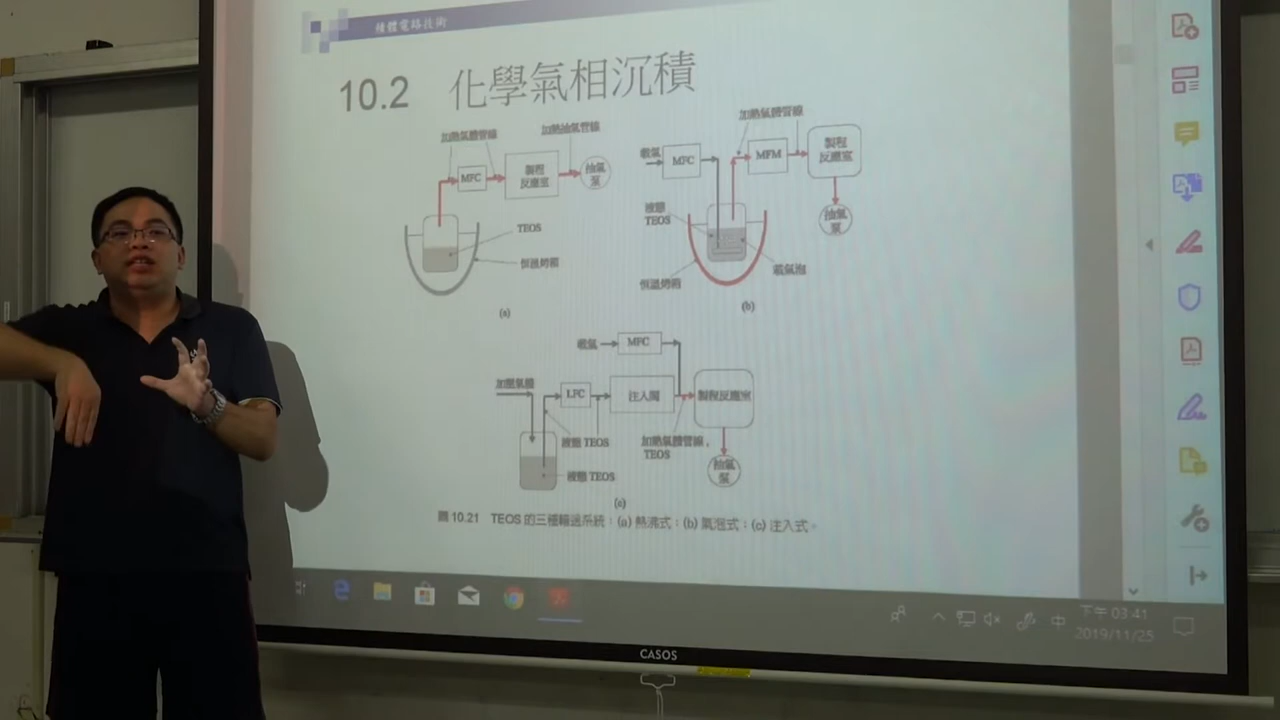 積體電路技術
10.2 化學氣相沉積
加熱氣體管線
加熱抽氣管線
MFC
製程
反應室
抽氣
泵
TEOS
恆溫烤箱
(a)
加熱氣體管線
載氣
MFC
MFM
製程
反應室
抽氣
泵
液態
TEOS
恆溫烤箱
載氣泡
(b)
載氣
MFC
加壓氣體
LFC
注入閥
製程反應室
液態 TEOS
加熱氣體管線，
TEOS
液態 TEOS
抽氣
泵
(c)
圖 10.21 TEOS 的三種輸送系統：(a) 熱沸式；(b) 氣泡式；(c) 注入式。
中
下午 03:41
2019/11/25
CASOS